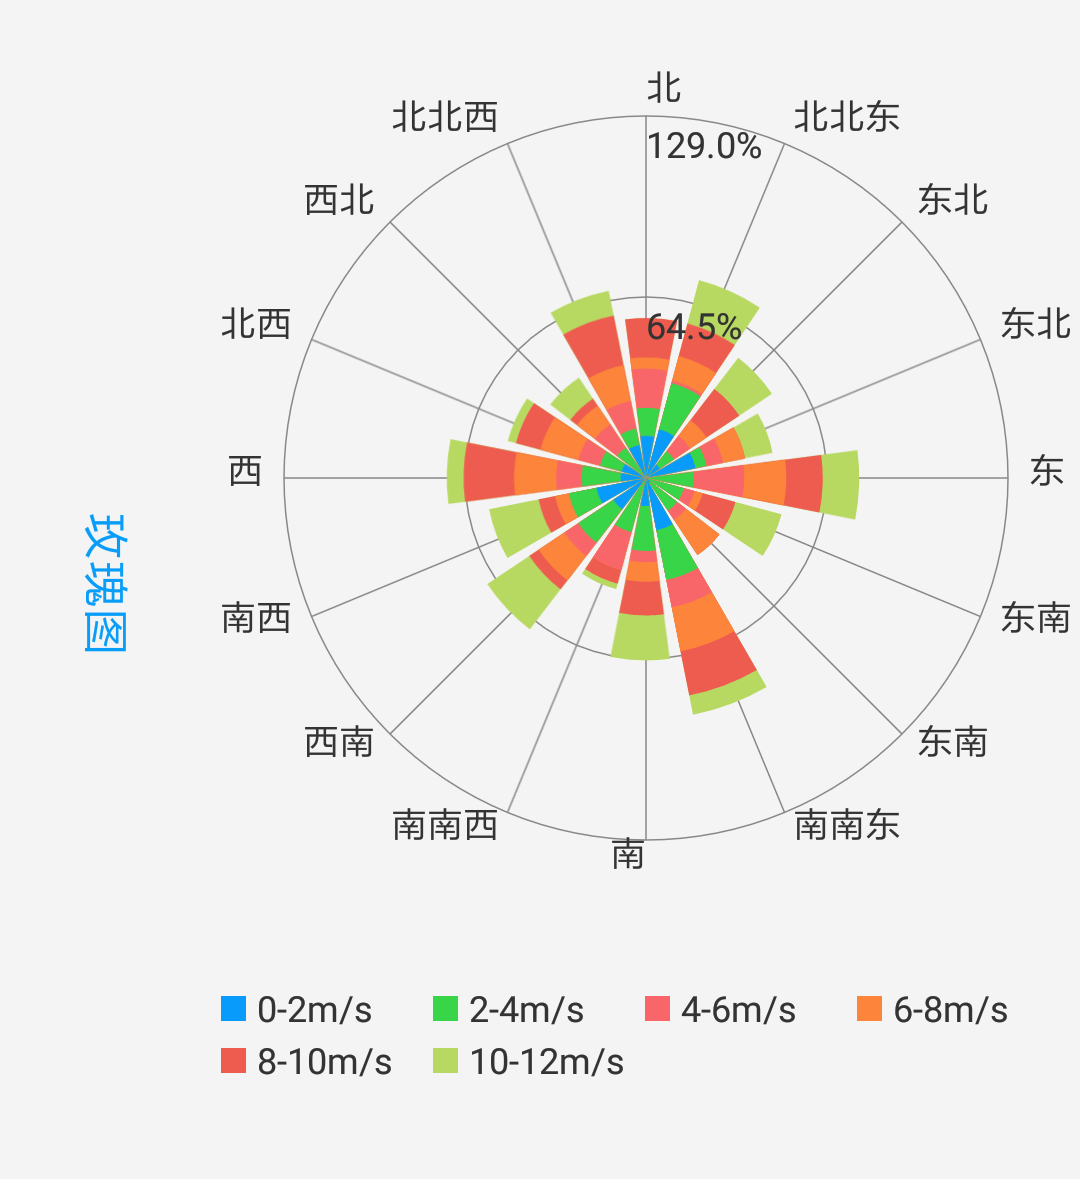 北
北北西
北北东
129.0%
西北
东北
北西
东北
64.5%
西
东
玫瑰图
南西
东南
西南
东南
南南西
南南东
南
0-2m/s
2-4m/s
4-6m/s
6-8m/s
8-10m/s
10-12m/s